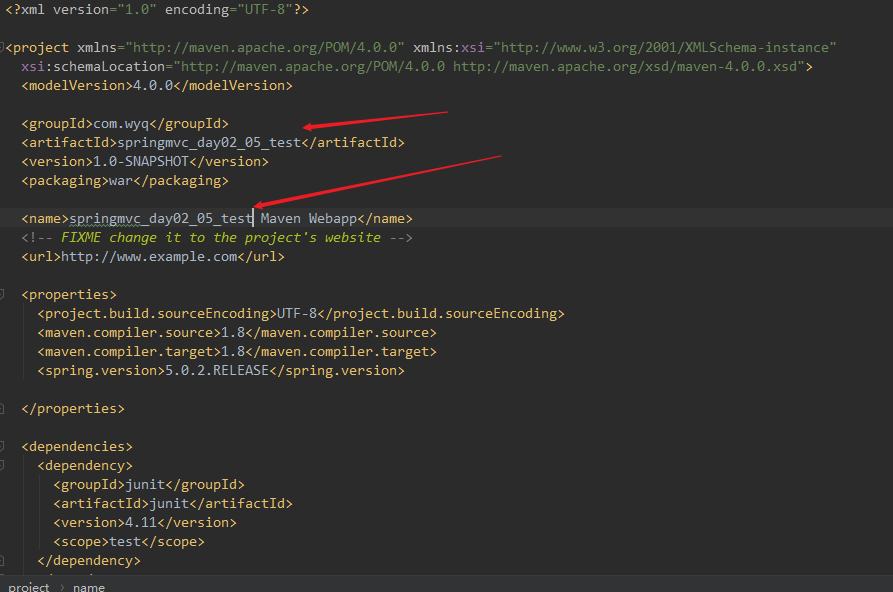 <?xml version="1.0" encoding="UTF-8"?>
<project xmlns="http://maven.apache.org/POM/4.0.0" xmlns:xsi="http://www.w3.org/2001/XMLSchema-instance"
xsi:schemaLocation="http://maven.apache.org/POM/4.0.0 http://maven.apache.org/xsd/maven-4.0.0.xsd">
<modelVersion>4.0.0</modelVersion>
<groupId>com.wyq</groupId>
<artifactId>springmvc_day02_05_test</artifactId>
<version>1.0-SNAPSHOT</version>
<packaging>war</packaging>
<name>springmvc_day02_05_test Maven Webapp</name>
<!-- FIXME change it to the project's website -->
<url>http://www.example.com</url>
<properties>
<project.build.sourceEncoding>UTF-8</project.build.sourceEncoding>
<maven.compiler.source>1.8</maven.compiler.source>
<maven.compiler.target>1.8</maven.compiler.target>
<spring.version>5.0.2.RELEASE</spring.version>
</properties>
<dependencies>
<dependency>
<groupId>junit</groupId>
<artifactId>junit</artifactId>
<version>4.11</version>
<scope>test</scope>
</dependency>
project › name